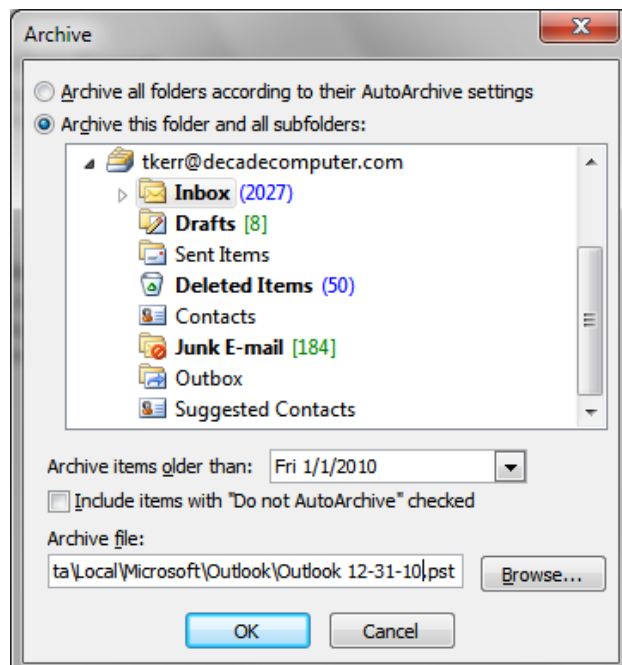 Archive
Archive all folders according to their AutoArchive settings
Archive this folder and all subfolders:
tkerr@decadecomputer.com
Inbox (2027)
Drafts [8]
Sent Items
Deleted Items (50)
Contacts
Junk E-mail [184]
Outbox
Suggested Contacts
Archive items older than: Fri 1/1/2010
Include items with "Do not AutoArchive" checked
Archive file:
ta\Local\Microsoft\Outlook\Outlook 12-31-10.pst Browse...
OK Cancel